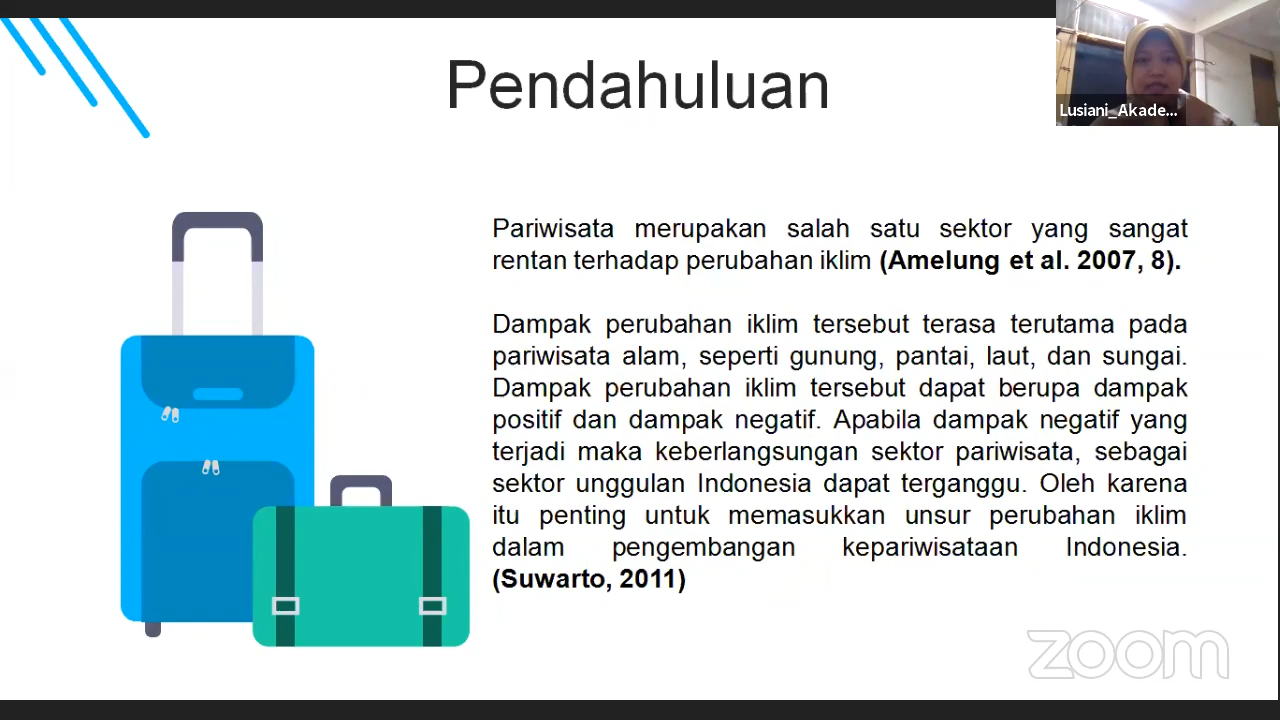 Pendahuluan
Lusiani_Akade...
Pariwisata merupakan salah satu sektor yang sangat
rentan terhadap perubahan iklim (Amelung et al. 2007, 8).
Dampak perubahan iklim tersebut terasa terutama pada
pariwisata alam, seperti gunung, pantai, laut, dan sungai.
Dampak perubahan iklim tersebut dapat berupa dampak
positif dan dampak negatif. Apabila dampak negatif yang
terjadi maka keberlangsungan sektor pariwisata, sebagai
sektor unggulan Indonesia dapat terganggu. Oleh karena
itu penting untuk memasukkan unsur perubahan iklim
dalam pengembangan kepariwisataan Indonesia.
(Suwarto, 2011)
zoom